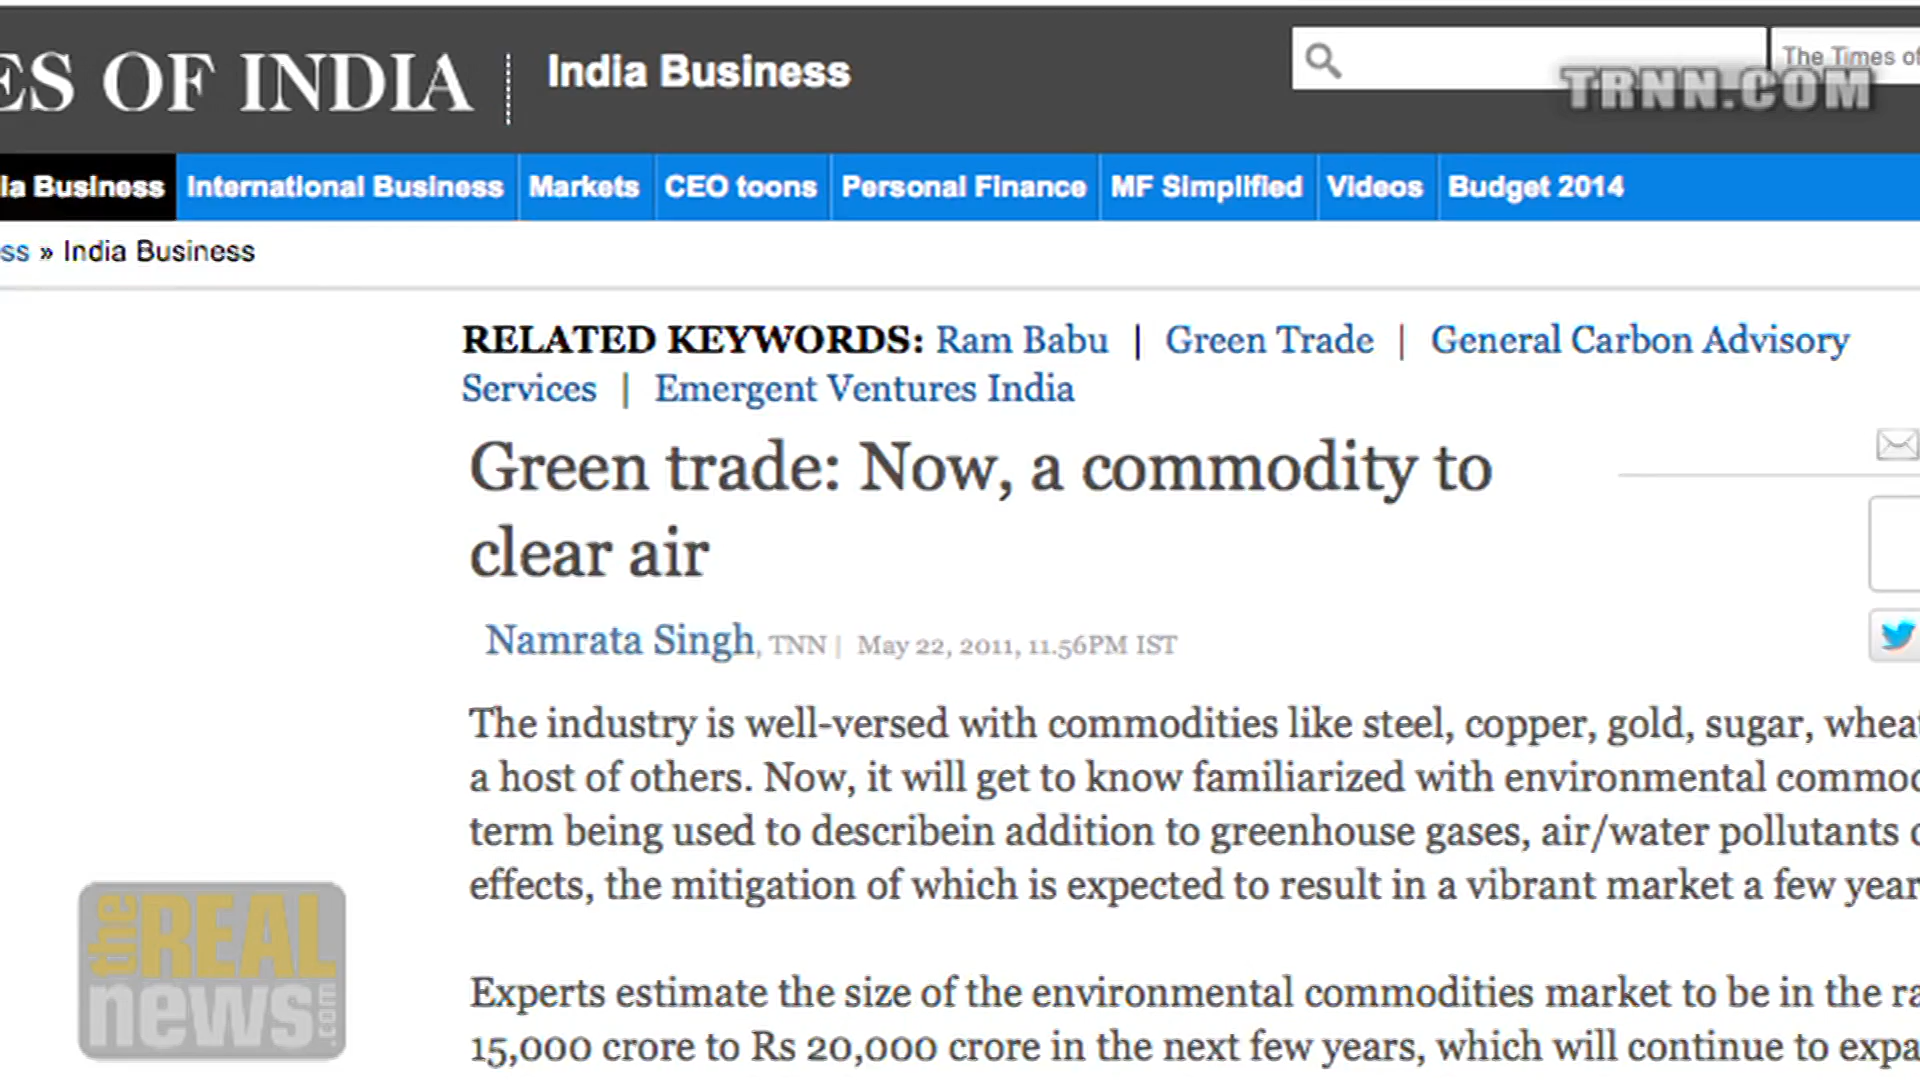 ES OF INDIA
India Business
The Times of
TRNN.COM
ia Business
International Business
Markets
CEO toons
Personal Finance
MF Simplified
Videos
Budget 2014
ss » India Business
RELATED KEYWORDS: Ram Babu | Green Trade | General Carbon Advisory
Services | Emergent Ventures India
Green trade: Now, a commodity to
clear air
Namrata Singh, TNN | May 22, 2011, 11.56PM IST
The industry is well-versed with commodities like steel, copper, gold, sugar, wheat
a host of others. Now, it will get to know familiarized with environmental commo
term being used to describein addition to greenhouse gases, air/water pollutants
effects, the mitigation of which is expected to result in a vibrant market a few year
Experts estimate the size of the environmental commodities market to be in the ra
15,000 crore to Rs 20,000 crore in the next few years, which will continue to expa
the REAL
news.com